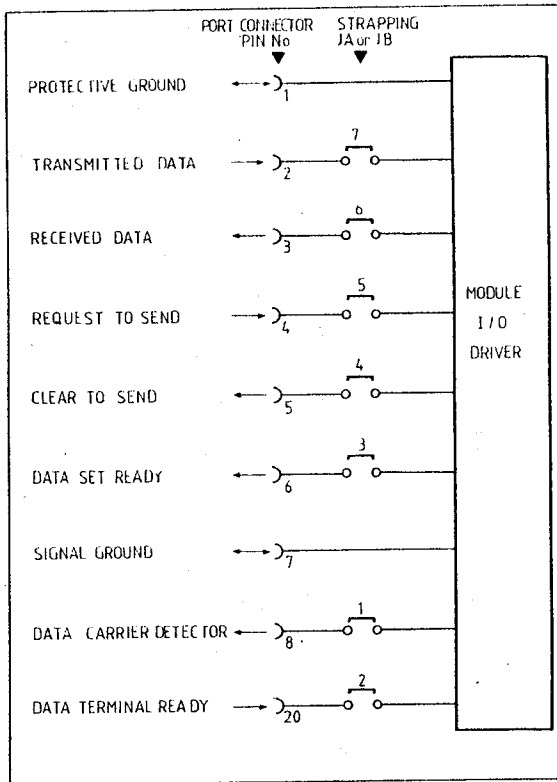 PORT CONNECTOR STRAPPING
PIN No JA or JB
PROTECTIVE GROUND 1
7
TRANSMITTED DATA 2
6
RECEIVED DATA 3
5
REQUEST TO SEND 4
MODULE
I/O
DRIVER
4
CLEAR TO SEND 5
3
DATA SET READY 6
SIGNAL GROUND 7
1
DATA CARRIER DETECTOR 8
2
DATA TERMINAL READY 20